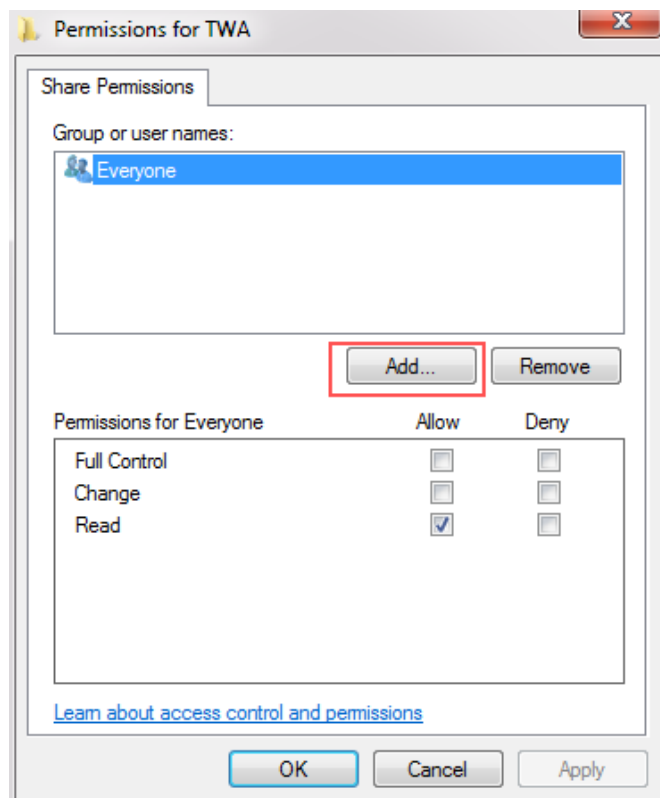 Permissions for TWA
Share Permissions
Group or user names:
Everyone
Add... Remove
Permissions for Everyone Allow Deny
Full Control
Change
Read
Learn about access control and permissions
OK Cancel Apply